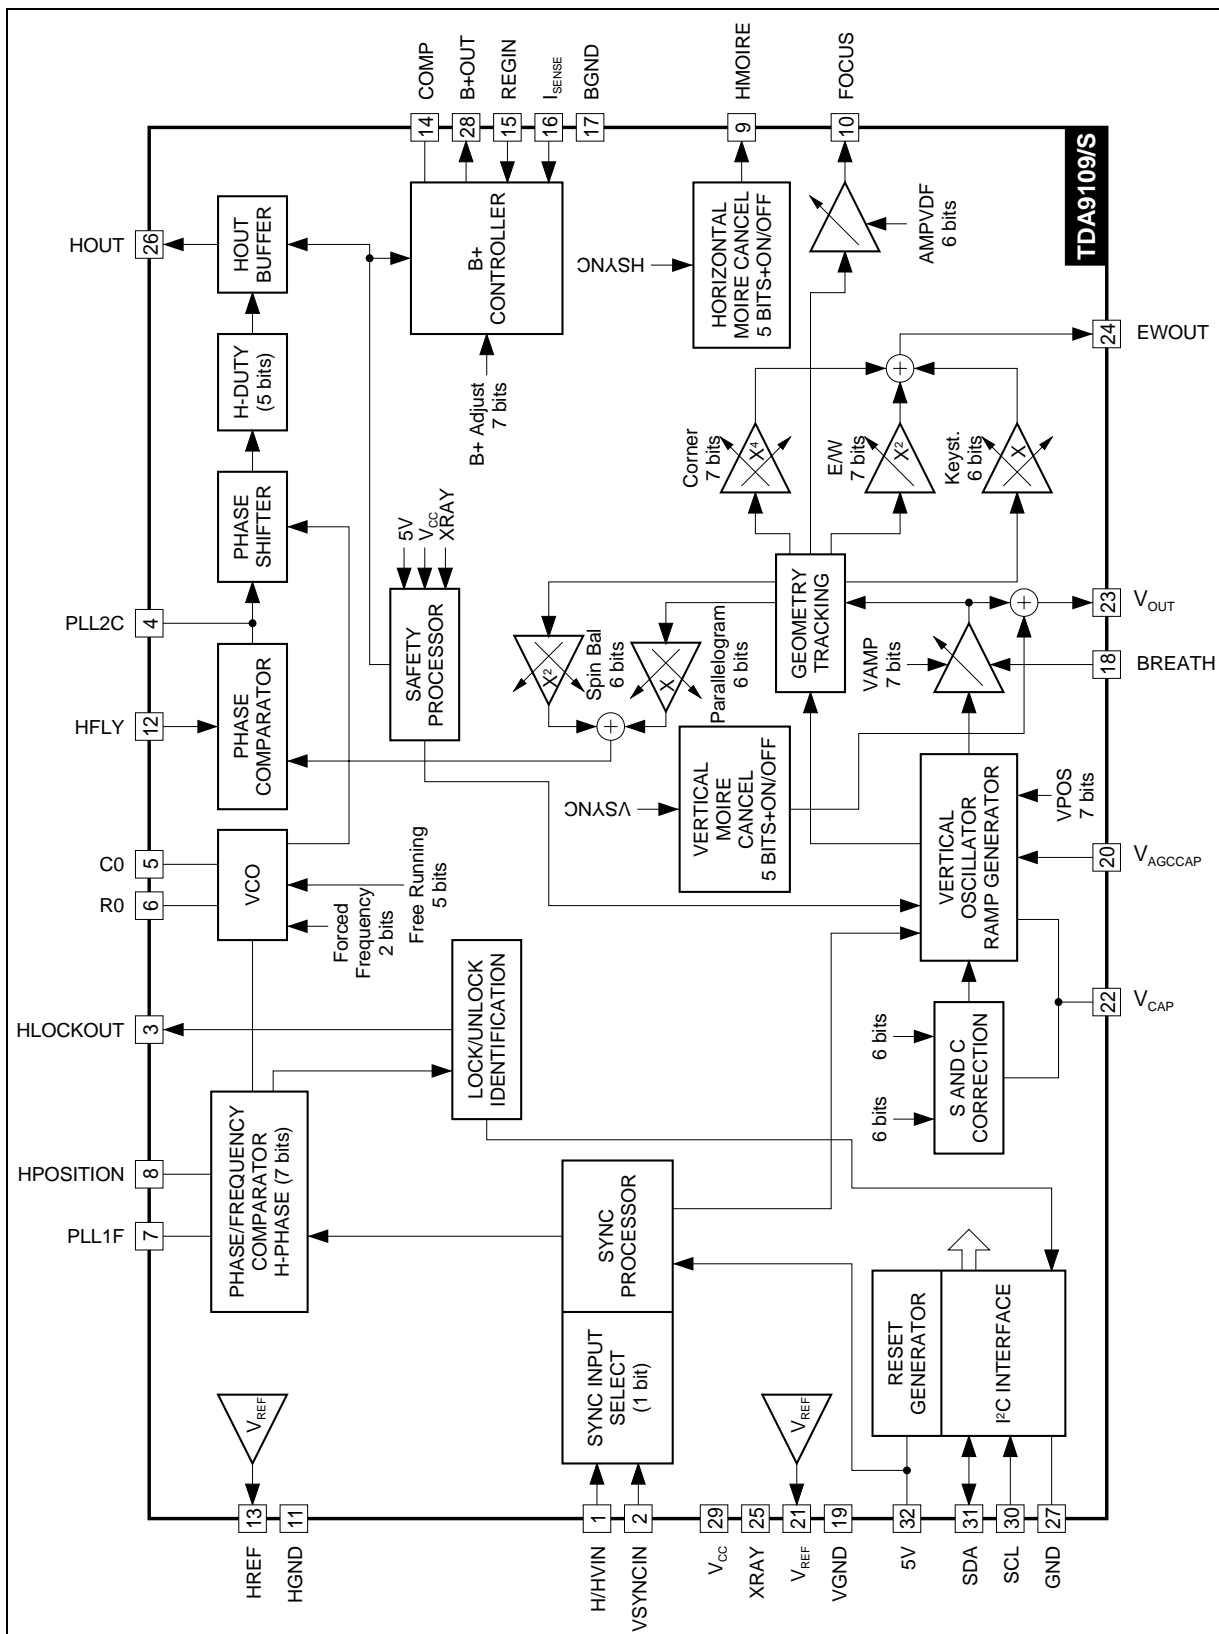 COMP
B+OUT
REGIN
ISENSE
BGND
HMOIRE
FOCUS
14
28
15
16
17
9
10
TDA9109/S
HOUT
26
HOUT
BUFFER
B+
CONTROLLER
HORIZONTAL
MOIRE CANCEL
5 BITS+ON/OFF
HSYNC
AMPVDF
6 bits
H-DUTY
(5 bits)
B+ Adjust
7 bits
24
EWOUT
Corner
7 bits
X4
E/W
7 bits
X2
Keyst.
6 bits
X
PHASE
SHIFTER
5V
VCC
XRAY
PLL2C
4
SAFETY
PROCESSOR
X2
Spin Bal
6 bits
X
Parallelogram
6 bits
GEOMETRY
TRACKING
VAMP
7 bits
23
VOUT
18
BREATH
HFLY
12
PHASE
COMPARATOR
VSYNC
VERTICAL
MOIRE
CANCEL
5 BITS+ON/OFF
VERTICAL
OSCILLATOR
RAMP GENERATOR
VPOS
7 bits
20
VAGCCAP
C0
5
R0
6
VCO
Forced
Frequency
2 bits
Free Running
5 bits
HLOCKOUT
3
LOCK/UNLOCK
IDENTIFICATION
6 bits
6 bits
S AND C
CORRECTION
22
VCAP
HPOSITION
8
PLL1F
7
PHASE/FREQUENCY
COMPARATOR
H-PHASE (7 bits)
SYNC
PROCESSOR
SYNC INPUT
SELECT
(1 bit)
RESET
GENERATOR
I2C INTERFACE
VREF
VREF
13
11
1
2
29
25
21
19
32
31
30
27
HREF
HGND
H/HVIN
VSYNCIN
VCC
XRAY
VREF
VGND
5V
SDA
SCL
GND